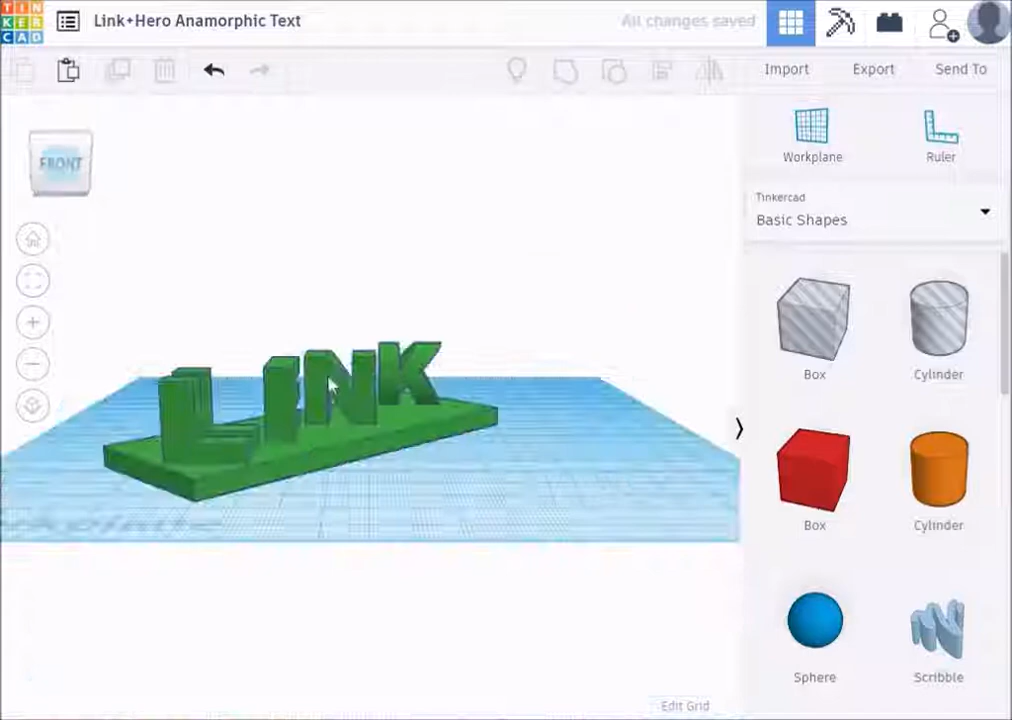 TIN
KER
CAD
Link+Hero Anamorphic Text
All changes saved
Import
Export
Send To
FRONT
Workplane
Ruler
Tinkercad
Basic Shapes
LINK
Box
Cylinder
Box
Cylinder
Sphere
Scribble
Edit Grid